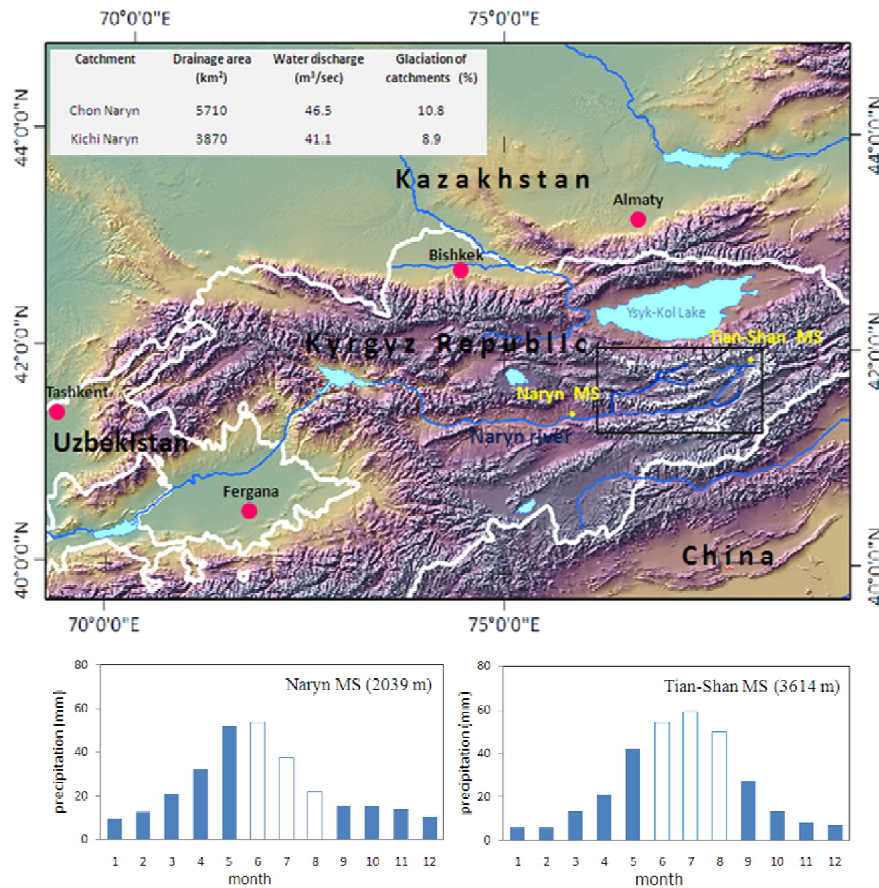 70°0'0"E 75°0'0"E
Catchment Drainage area (km²) Water discharge (m³/sec) Glaciation of catchments (%)
Chon Naryn 5710 46.5 10.8
Kichi Naryn 3870 41.1 8.9
44°0'0"N 44°0'0"N
Kazakhstan
Almaty
Bishkek
Ysyk-Kol Lake
Kyrgyz Republic
Tian-Shan MS
42°0'0"N 42°0'0"N
Tashkent
Naryn MS
Uzbekistan
Naryn river
Fergana
China
40°0'0"N 40°0'0"N
70°0'0"E 75°0'0"E
Naryn MS (2039 m)
precipitation [mm]
80
60
40
20
0
1 2 3 4 5 6 7 8 9 10 11 12
month
Tian-Shan MS (3614 m)
precipitation [mm]
80
60
40
20
0
1 2 3 4 5 6 7 8 9 10 11 12
month